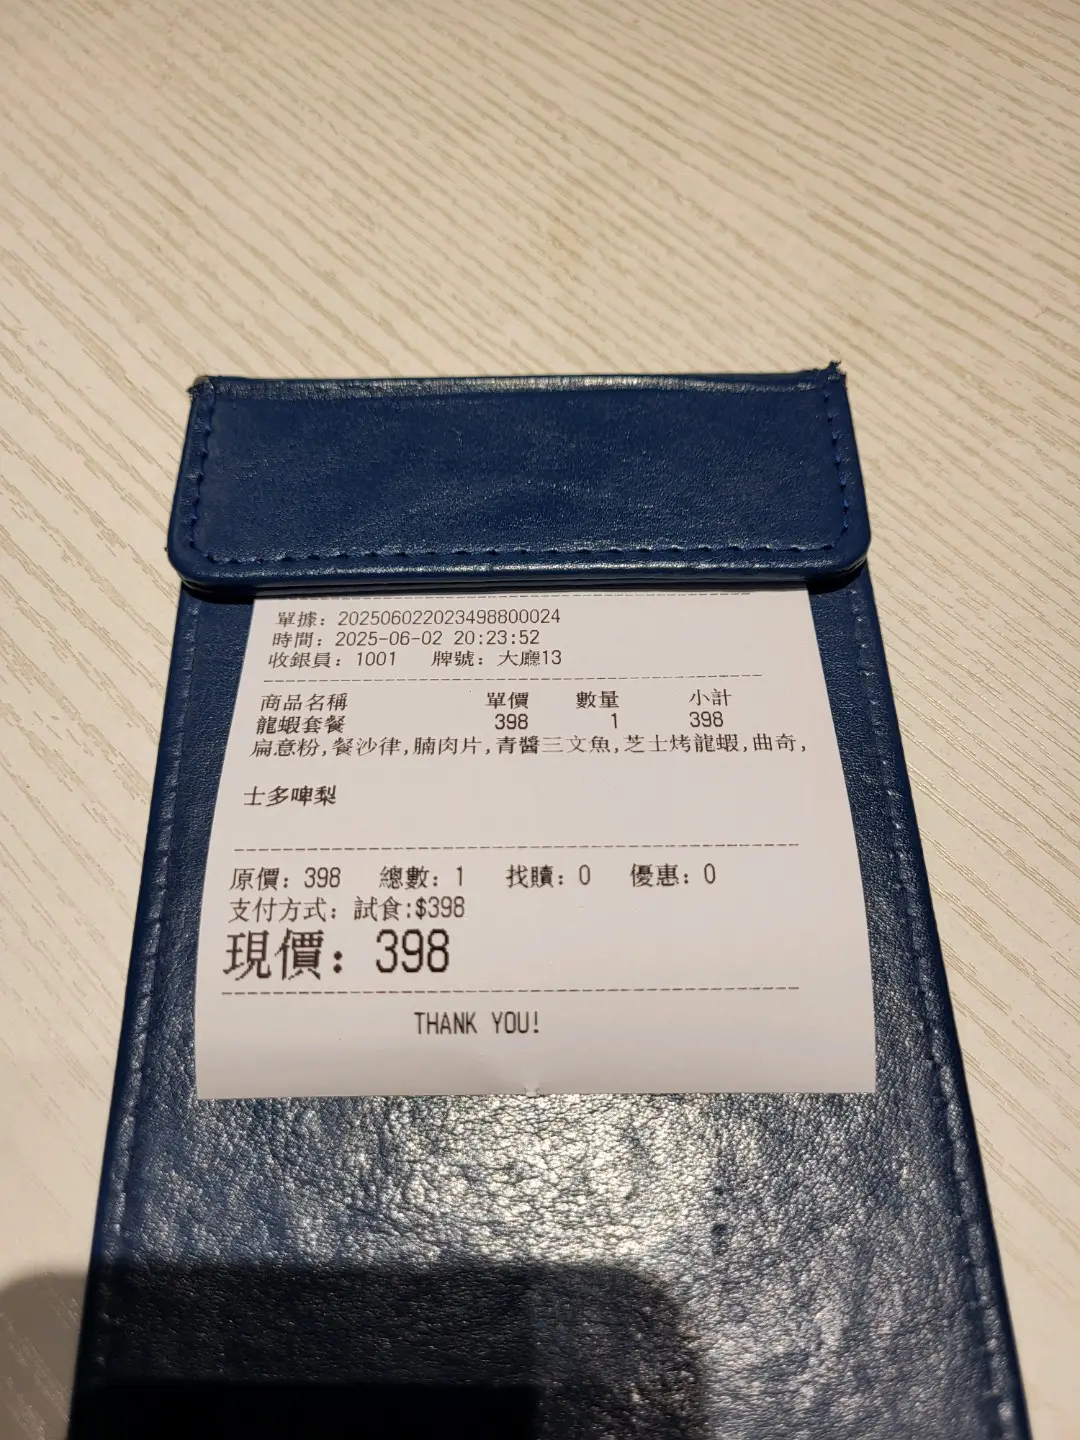 單據: 202506022023498800024
時間: 2025-06-02 20:23:52
收銀員: 1001 牌號: 大廳13
商品名稱 單價 數量 小計
龍蝦套餐 398 1 398
扁意粉,餐沙律,腩肉片,青醬三文魚,芝士烤龍蝦,曲奇,
士多啤梨
原價: 398 總數: 1 找贖: 0 優惠: 0
支付方式: 試食:$398
現價: 398
THANK YOU!